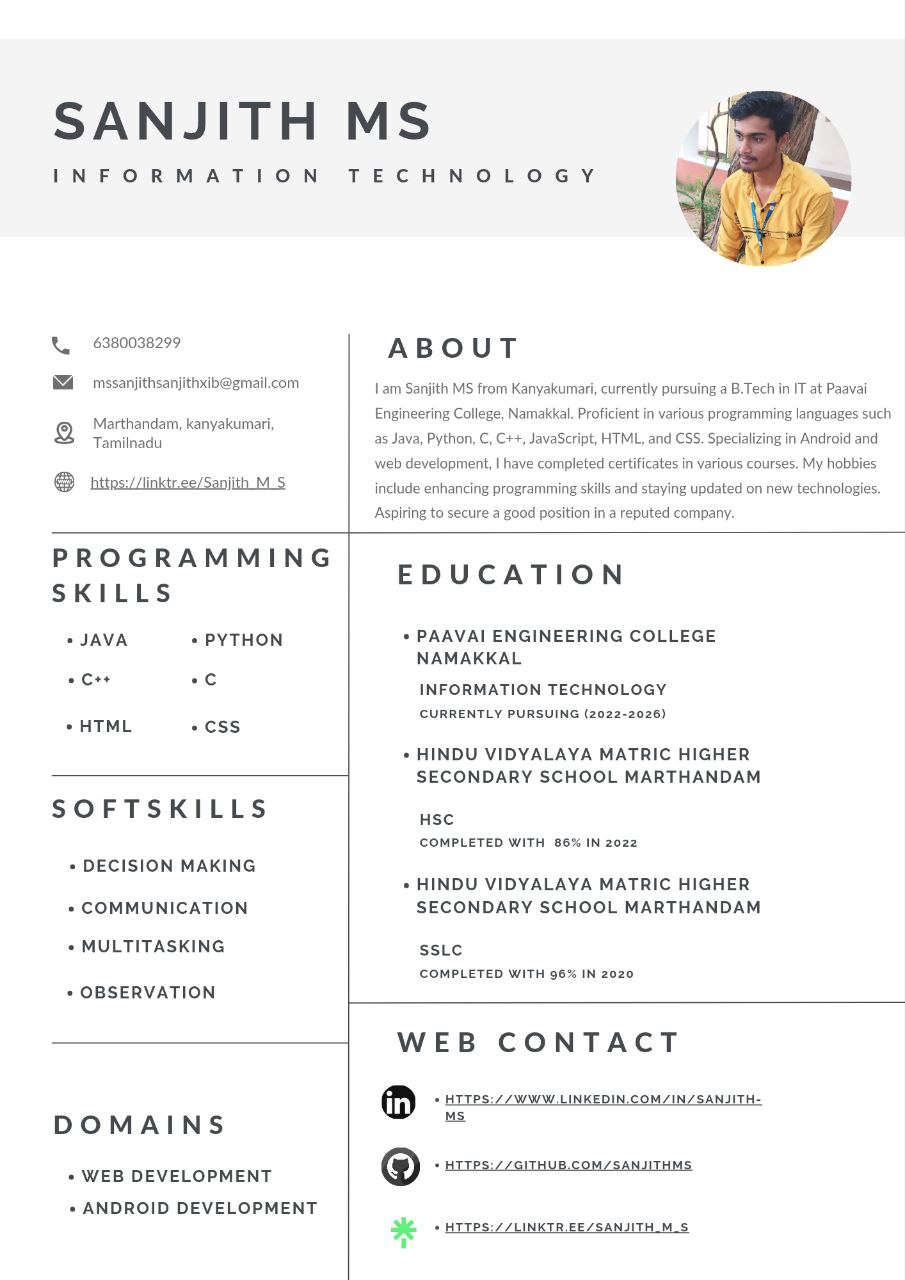 SANJITH MS
INFORMATION TECHNOLOGY
6380038299
mssanjithsanjithxib@gmail.com
Marthandam, kanyakumari,
Tamilnadu
https://linktr.ee/Sanjith_M_S
ABOUT
I am Sanjith MS from Kanyakumari, currently pursuing a B.Tech in IT at Paavai
Engineering College, Namakkal. Proficient in various programming languages such
as Java, Python, C, C++, JavaScript, HTML, and CSS. Specializing in Android and
web development, I have completed certificates in various courses. My hobbies
include enhancing programming skills and staying updated on new technologies.
Aspiring to secure a good position in a reputed company.
PROGRAMMING
SKILLS
• JAVA • PYTHON
• C++ • C
• HTML • CSS
SOFTSKILLS
• DECISION MAKING
• COMMUNICATION
• MULTITASKING
• OBSERVATION
DOMAINS
• WEB DEVELOPMENT
• ANDROID DEVELOPMENT
EDUCATION
• PAAVAI ENGINEERING COLLEGE
NAMAKKAL
INFORMATION TECHNOLOGY
CURRENTLY PURSUING (2022-2026)
• HINDU VIDYALAYA MATRIC HIGHER
SECONDARY SCHOOL MARTHANDAM
HSC
COMPLETED WITH 86% IN 2022
• HINDU VIDYALAYA MATRIC HIGHER
SECONDARY SCHOOL MARTHANDAM
SSLC
COMPLETED WITH 96% IN 2020
WEB CONTACT
in
• HTTPS://WWW.LINKEDIN.COM/IN/SANJITH-
MS
• HTTPS://GITHUB.COM/SANJITHMS
• HTTPS://LINKTR.EE/SANJITH_M_S